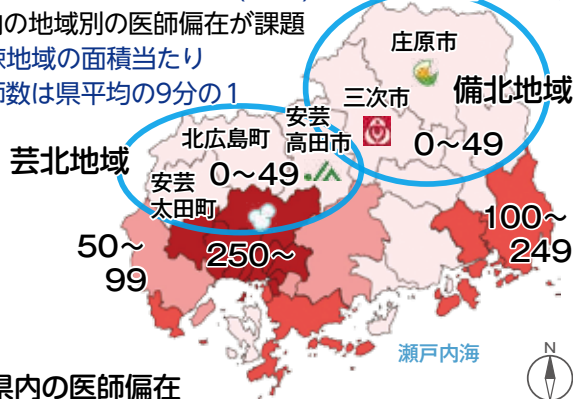 の地域別の医師偏在が課題
地域の面積当たり
数は県平均の9分の1
庄原市
備北地域
三次市
安芸
高田市
0～49
北広島町
芸北地域
0～49
安芸
太田町
50～
99
250～
100～
249
瀬戸内海
N
県内の医師偏在